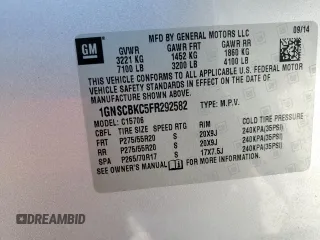 GM
MFD BY GENERAL MOTORS LLC 09/14
GVWR GAWR FRT GAWR RR
3221 KG 1452 KG 1860 KG
7100 LB 3200 LB 4100 LB
THIS VEHICLE CONFORMS TO ALL APPLICABLE U.S. FEDERAL
MOTOR VEHICLE SAFETY, BUMPER, AND THEFT PREVENTION
STANDARDS IN EFFECT ON THE DATE OF MANUFACTURE SHOWN ABOVE.
1GNSCBKC5FR292582 TYPE: M.P.V.
MODEL: C15706
CBFL TIRE SIZE SPEED RTG RIM COLD TIRE PRESSURE
FRT P275/55R20 S 20X9J 240KPA(35PSI)
RR P275/55R20 S 20X9J 240KPA(35PSI)
SPA P265/70R17 S 17X7.5J 240KPA(35PSI)
SEE OWNER'S MANUAL
DREAMBID